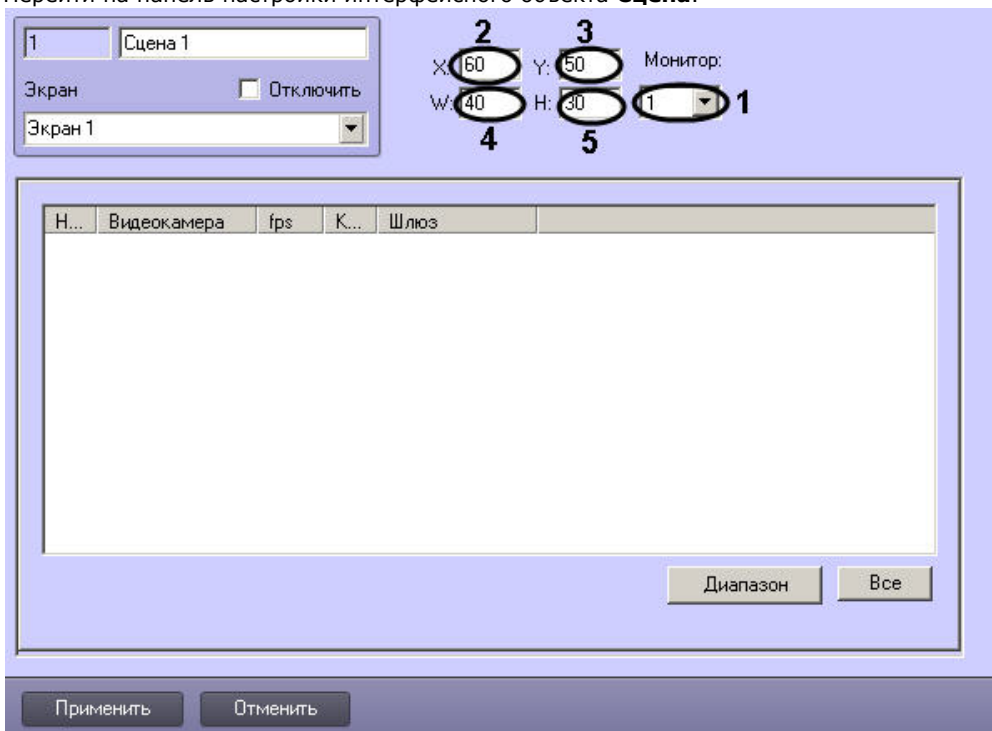 Перейти на панель настройки интерфейсного объекта Сцена.
1 Сцена 1
Экран Отключить
Экран 1
2 3
X: 60 Y: 50 Монитор:
W: 40 H: 30 1 1
4 5
Н... Видеокамера fps К... Шлюз
Диапазон Все
Применить Отменить